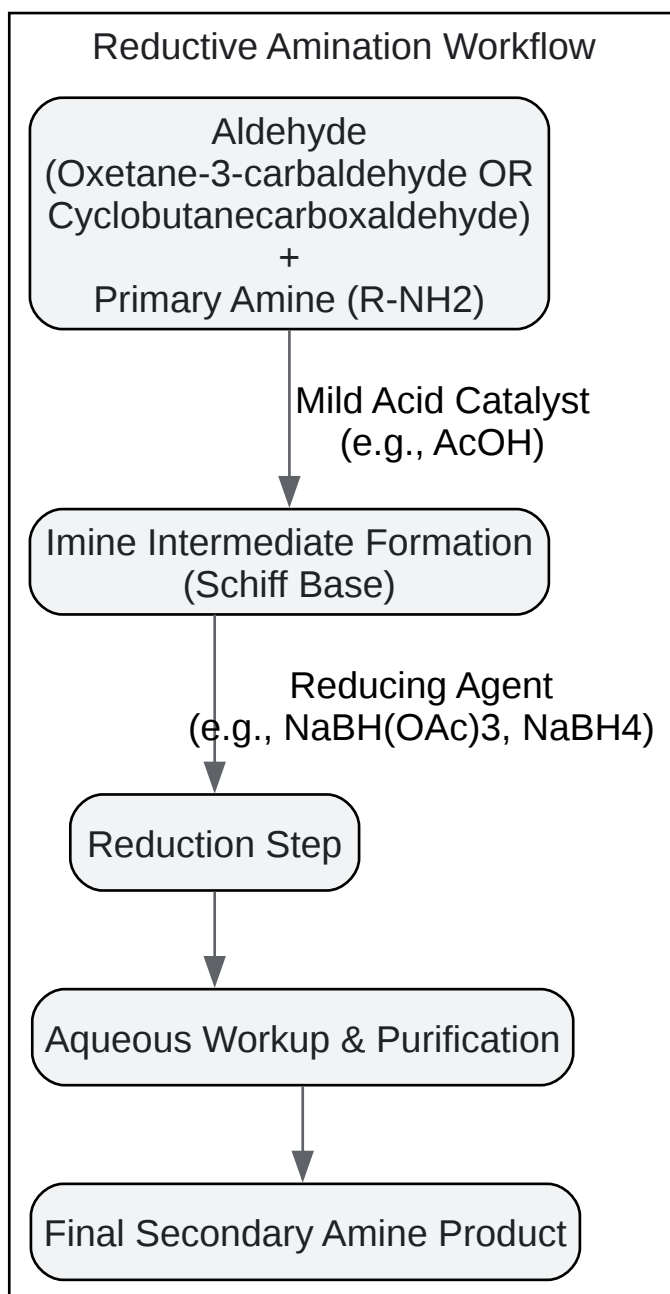 Reductive Amination Workflow
Aldehyde
(Oxetane-3-carbaldehyde OR
Cyclobutanecarboxaldehyde)
+
Primary Amine (R-NH2)
Mild Acid Catalyst
(e.g., AcOH)
Imine Intermediate Formation
(Schiff Base)
Reducing Agent
(e.g., NaBH(OAc)3, NaBH4)
Reduction Step
Aqueous Workup & Purification
Final Secondary Amine Product